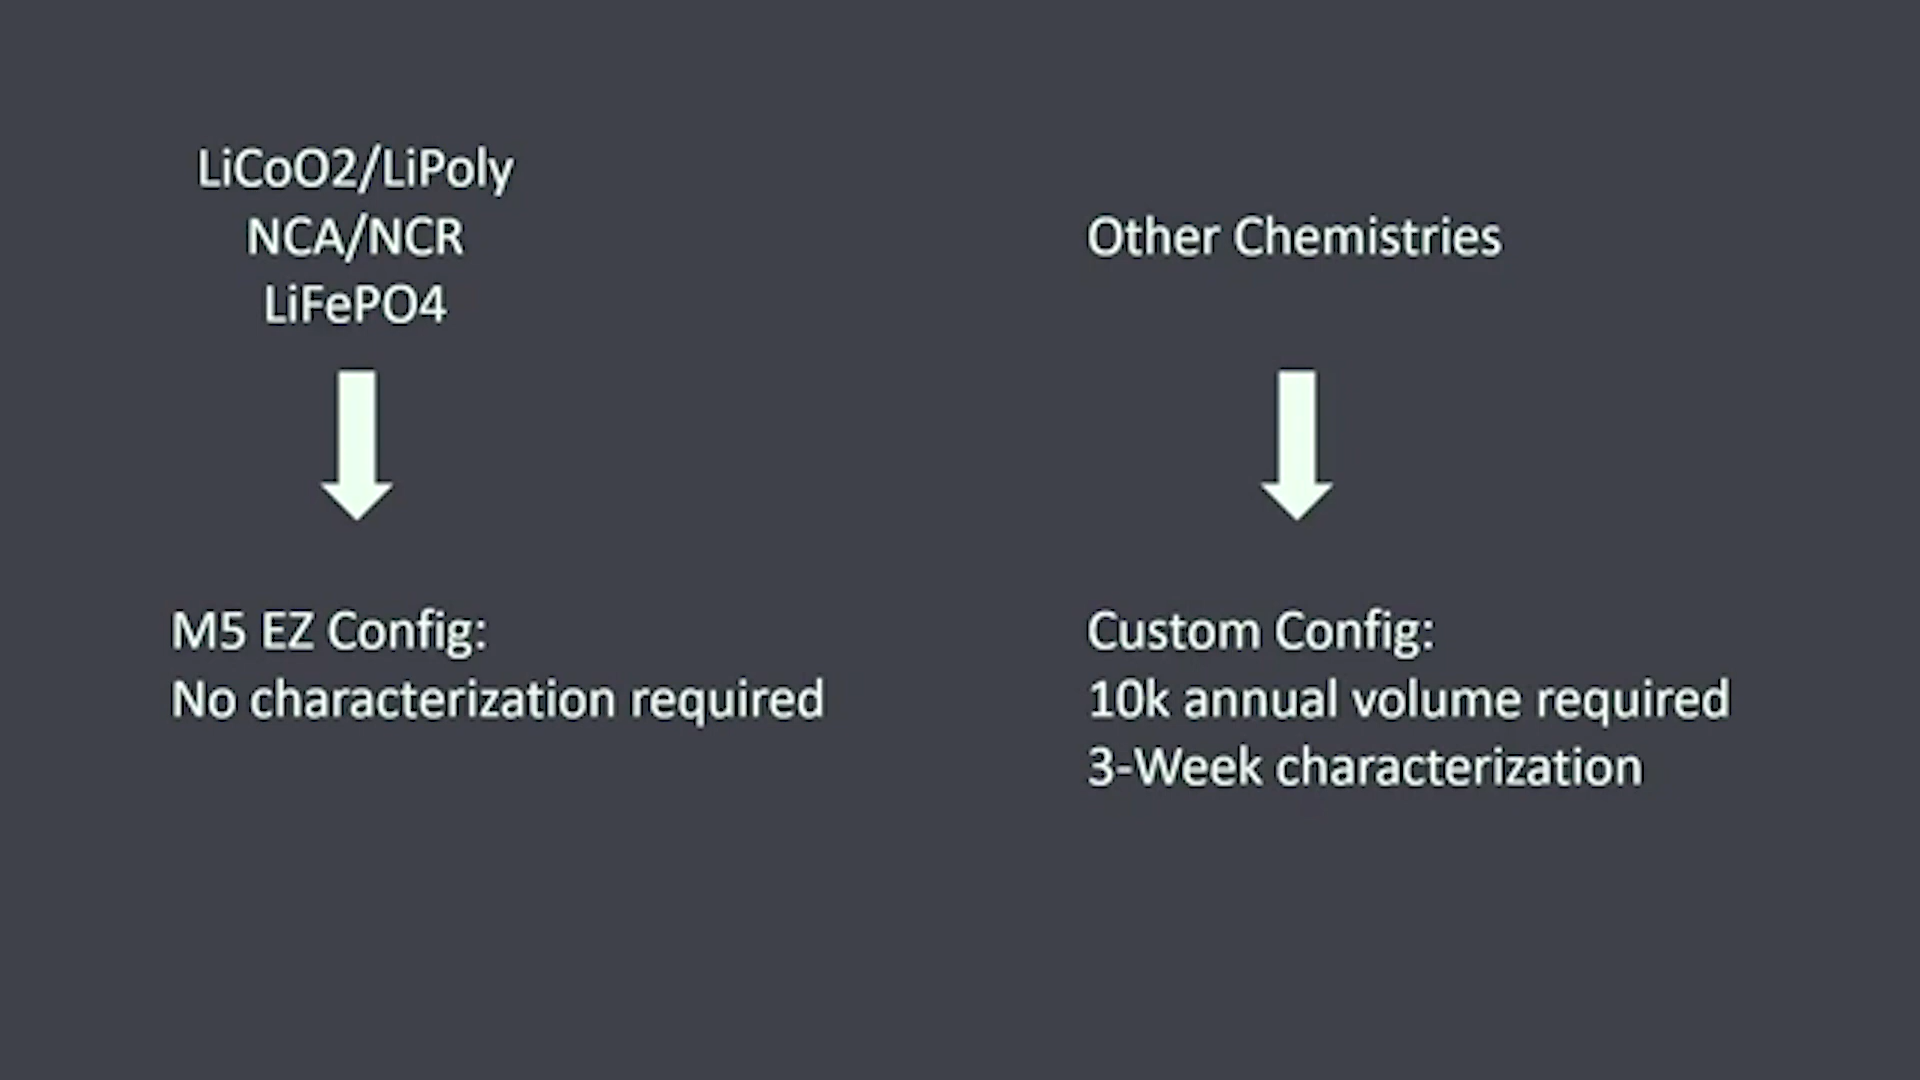 LiCoO2/LiPoly
NCA/NCR
LiFePO4
M5 EZ Config:
No characterization required
Other Chemistries
Custom Config:
10k annual volume required
3-Week characterization